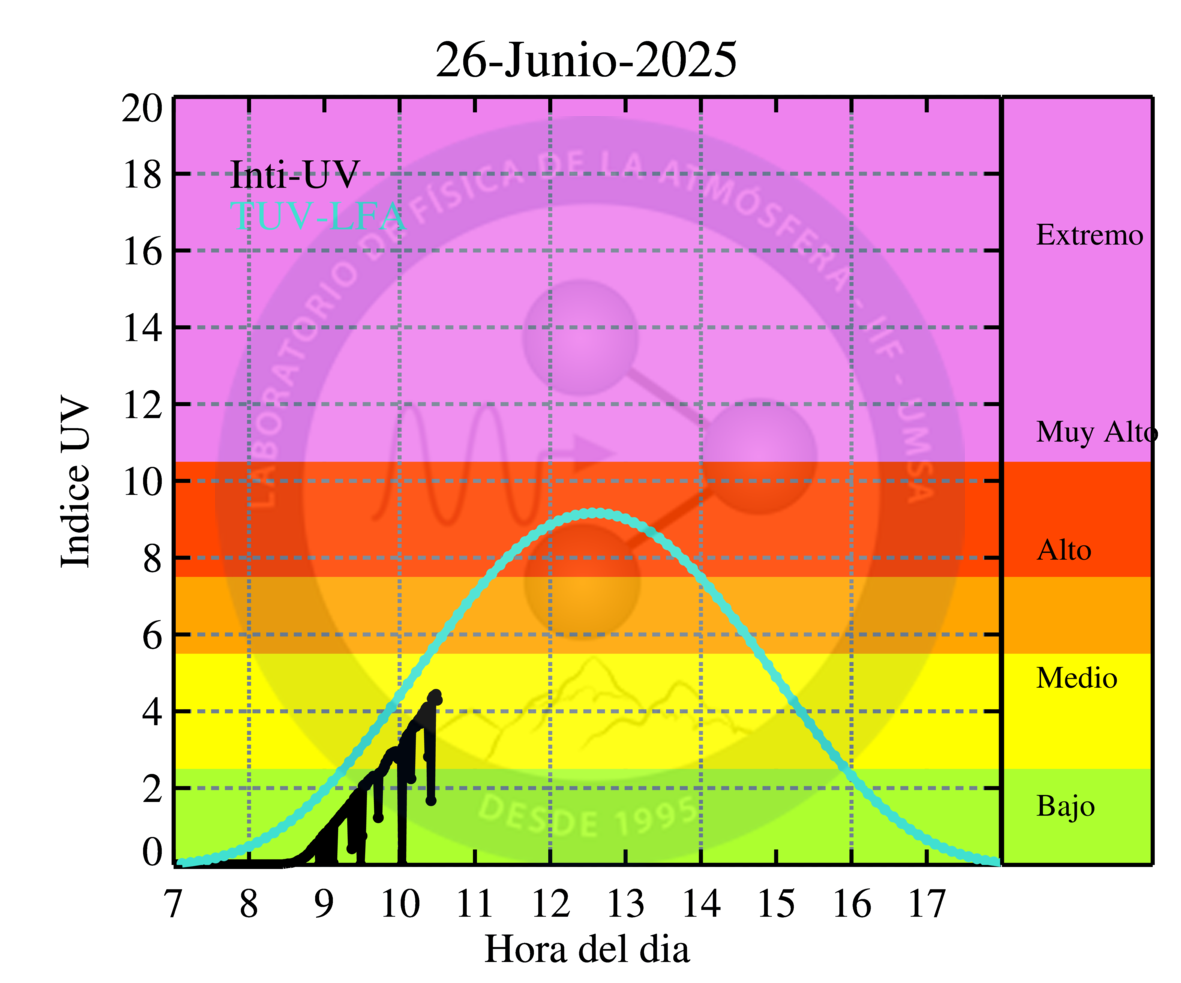 26-Junio-2025
Indice UV
20
18
16
14
12
10
8
6
4
2
0
Inti-UV
TUV-LFA
LABORATORIO DE FÍSICA DE LA ATMÓSFERA - IIF - UMSA
DESDE 1995
Extremo
Muy Alto
Alto
Medio
Bajo
7 8 9 10 11 12 13 14 15 16 17
Hora del dia